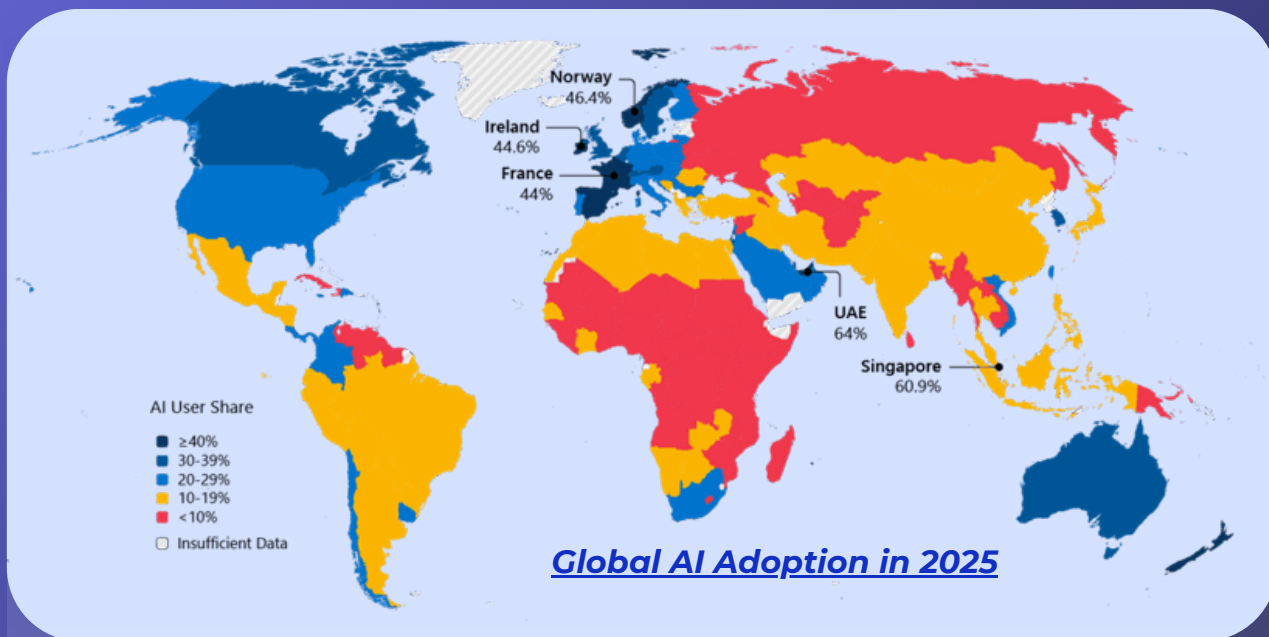 Norway
46.4%
Ireland
44.6%
France
44%
UAE
64%
Singapore
60.9%
AI User Share
≥40%
30-39%
20-29%
10-19%
<10%
Insufficient Data
Global AI Adoption in 2025